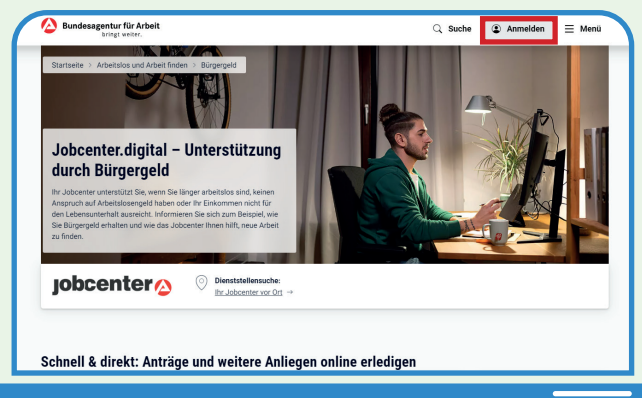 Bundesagentur für Arbeit
bringt weiter.
Suche
Anmelden
Menü
Startseite > Arbeitslos und Arbeit finden > Bürgergeld
Jobcenter.digital – Unterstützung
durch Bürgergeld
Ihr Jobcenter unterstützt Sie, wenn Sie länger arbeitslos sind, keinen
Anspruch auf Arbeitslosengeld haben oder Ihr Einkommen nicht für
den Lebensunterhalt ausreicht. Informieren Sie sich zum Beispiel, wie
Sie Bürgergeld erhalten und wie das Jobcenter Ihnen hilft, neue Arbeit
zu finden.
jobcenter
Dienststellensuche:
Ihr Jobcenter vor Ort →
Schnell & direkt: Anträge und weitere Anliegen online erledigen